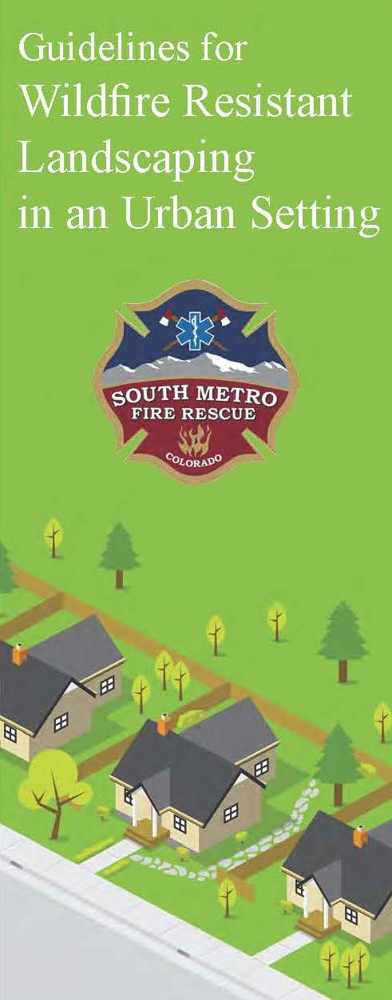 Guidelines for
Wildfire Resistant
Landscaping
in an Urban Setting
SOUTH METRO
FIRE RESCUE
COLORADO